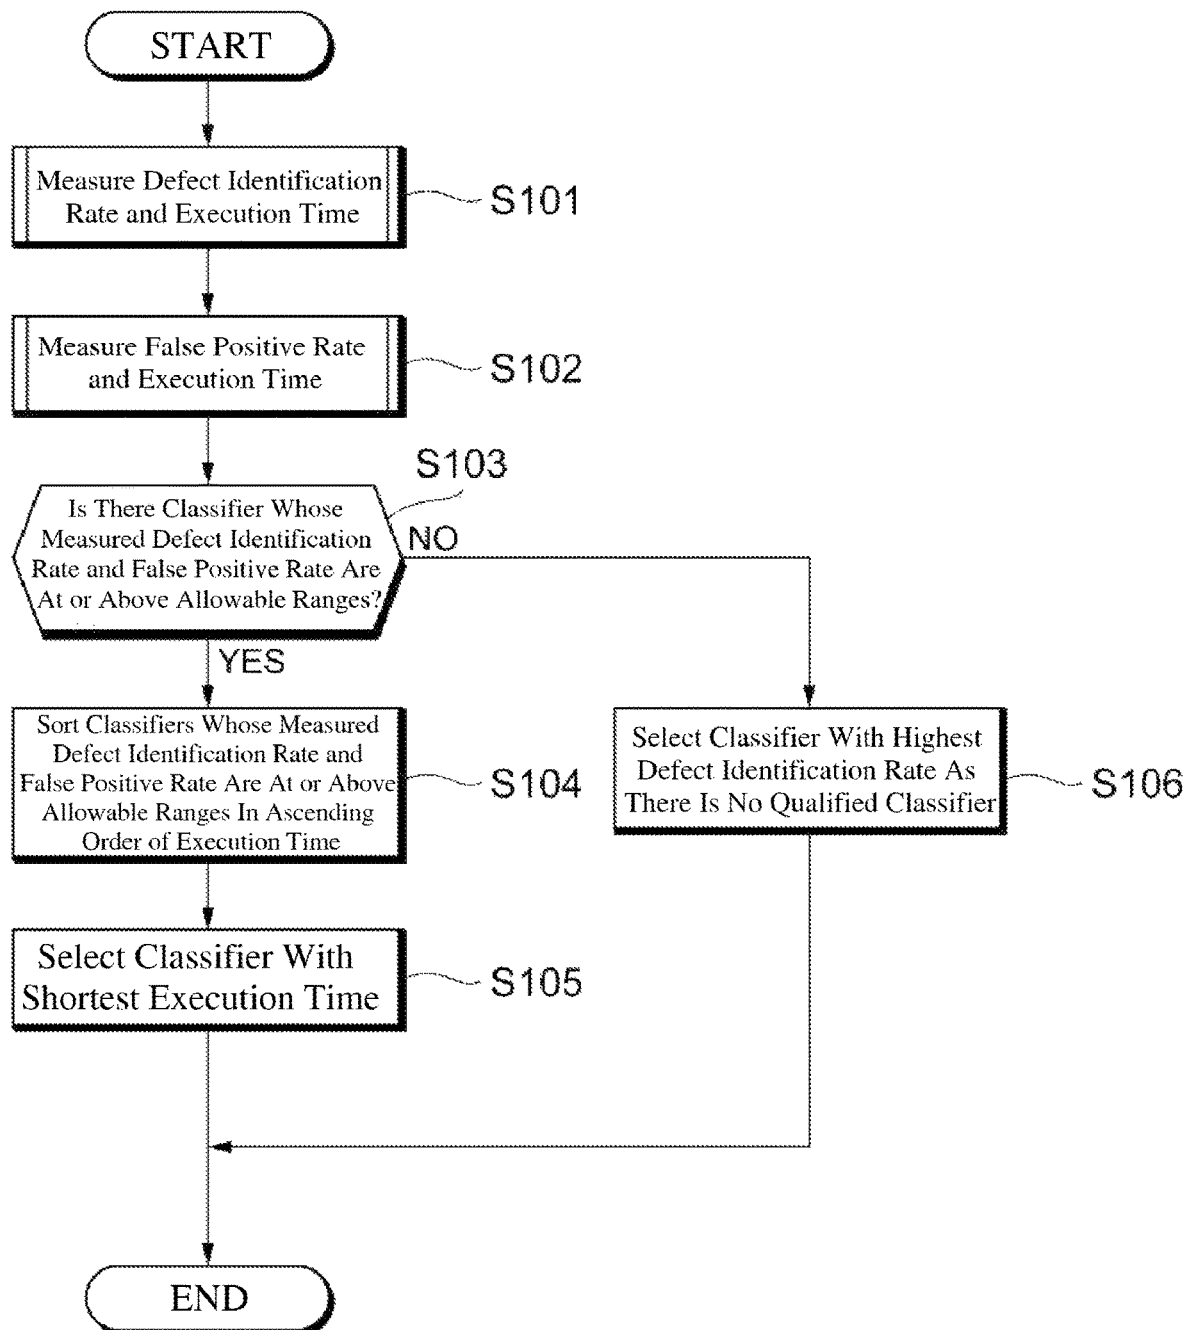 START
Measure Defect Identification
Rate and Execution Time
S101
Measure False Positive Rate
and Execution Time
S102
S103
Is There Classifier Whose
Measured Defect Identification
Rate and False Positive Rate Are
At or Above Allowable Ranges?
NO
YES
Sort Classifiers Whose Measured
Defect Identification Rate and
False Positive Rate Are At or Above
Allowable Ranges In Ascending
Order of Execution Time
S104
Select Classifier With Highest
Defect Identification Rate As
There Is No Qualified Classifier
S106
Select Classifier With
Shortest Execution Time
S105
END